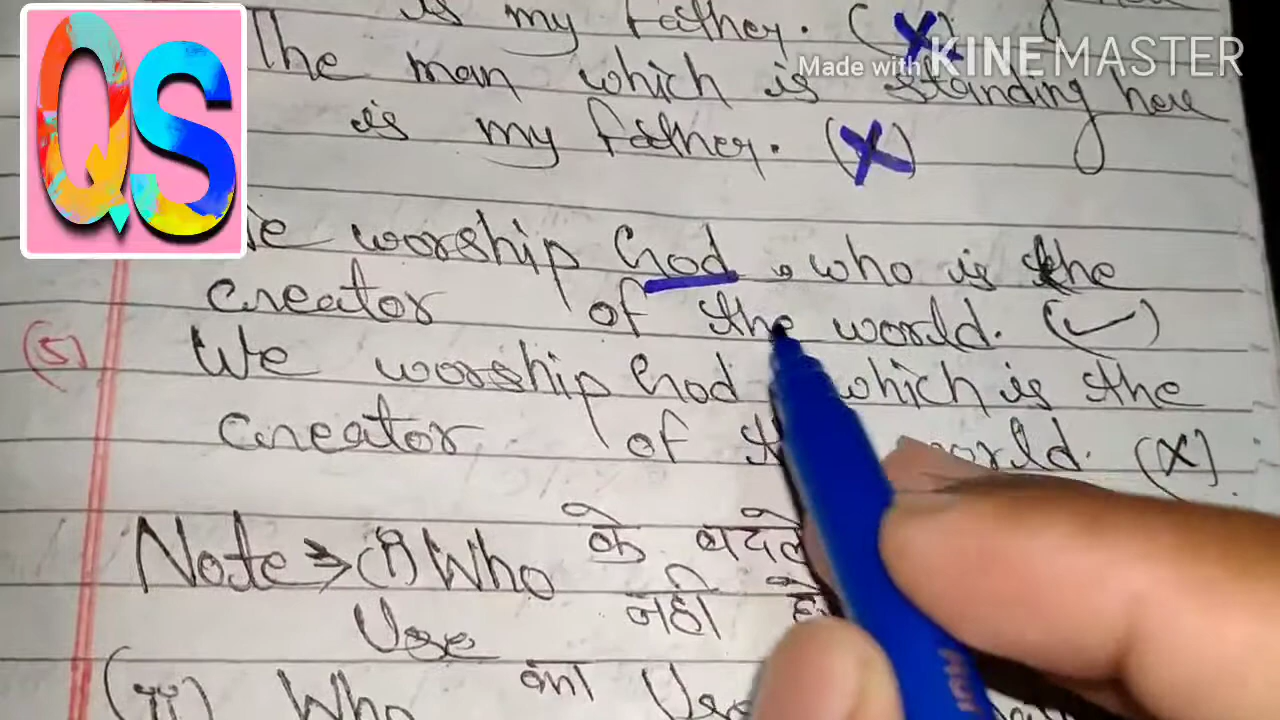 is my father. (X)
Made with KINEMASTER
QS
The man which is standing here
is my father. (X)
We worship God, who is the
creator of the world. (✓)
(5) We worship God which is the
creator of the world. (X)
Note → (i) Who के बदले
Use नहीं
(ii) Who का Use